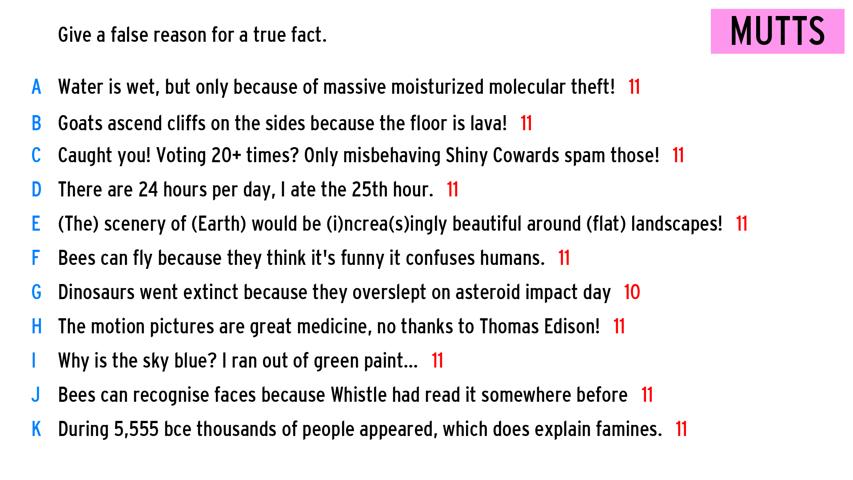 Give a false reason for a true fact.
MUTTS
A Water is wet, but only because of massive moisturized molecular theft! 11
B Goats ascend cliffs on the sides because the floor is lava! 11
C Caught you! Voting 20+ times? Only misbehaving Shiny Cowards spam those! 11
D There are 24 hours per day, I ate the 25th hour. 11
E (The) scenery of (Earth) would be (i)ncrea(s)ingly beautiful around (flat) landscapes! 11
F Bees can fly because they think it's funny it confuses humans. 11
G Dinosaurs went extinct because they overslept on asteroid impact day 10
H The motion pictures are great medicine, no thanks to Thomas Edison! 11
I Why is the sky blue? I ran out of green paint... 11
J Bees can recognise faces because Whistle had read it somewhere before 11
K During 5,555 bce thousands of people appeared, which does explain famines. 11